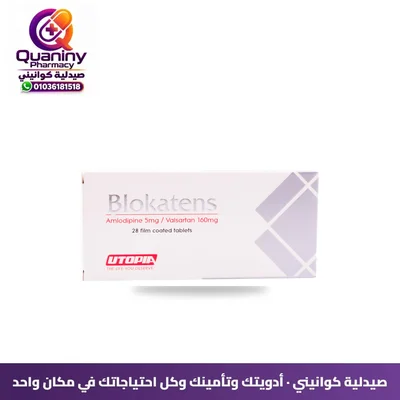 Quaniny
Pharmacy
صيدلية كوانيني
01036181518
Blokatens
Amlodipine 5mg / Valsartan 160mg
28 film coated tablets
UTOPIA
صيدلية كوانيني - أدويتك وتأمينك وكل احتياجاتك في مكان واحد